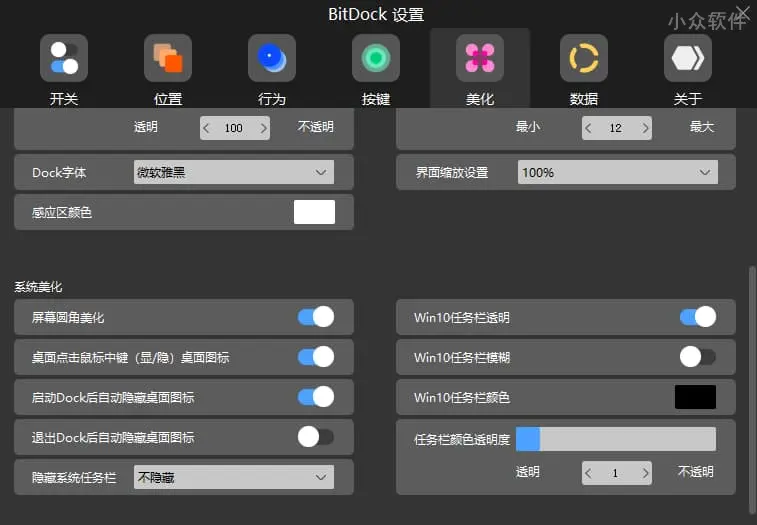 BitDock 设置
小众软件
开关 位置 行为 按键 美化 数据 关于
透明 100 不透明
最小 12 最大
Dock字体 微软雅黑
界面缩放设置 100%
感应区颜色
系统美化
屏幕圆角美化
Win10任务栏透明
桌面点击鼠标中键（显/隐）桌面图标
Win10任务栏模糊
启动Dock后自动隐藏桌面图标
Win10任务栏颜色
退出Dock后自动隐藏桌面图标
任务栏颜色透明度
隐藏系统任务栏 不隐藏
透明 1 不透明